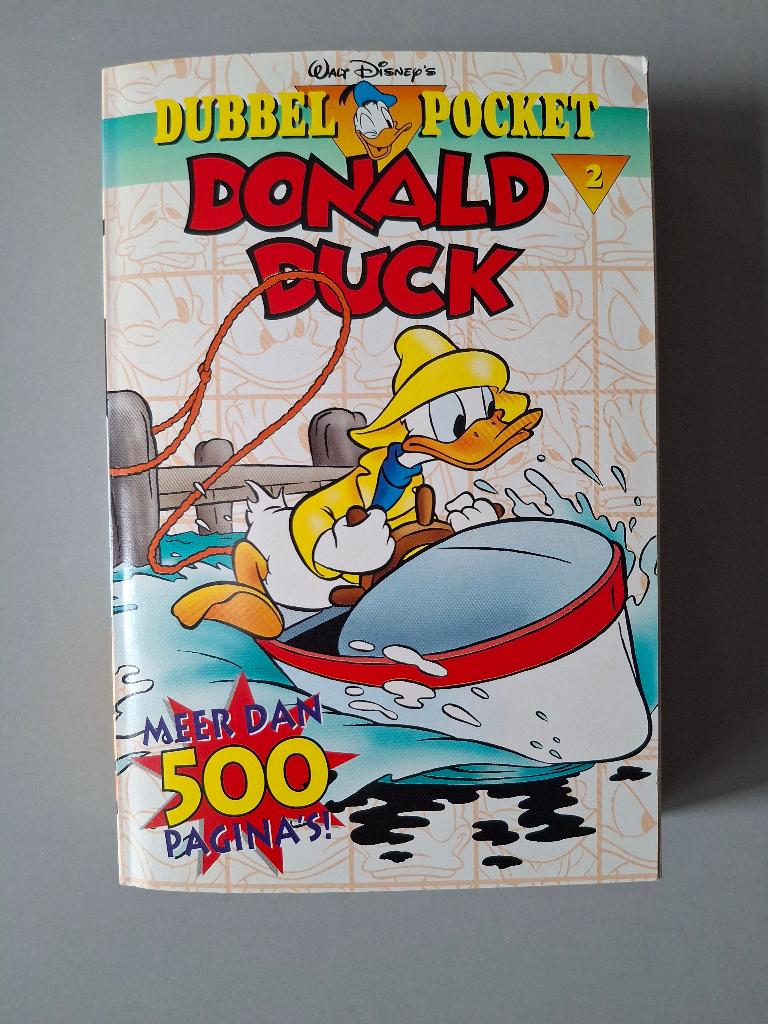 WALT DISNEY'S
DUBBEL POCKET
DONALD
2
DUCK
MEER DAN
500
PAGINA'S!